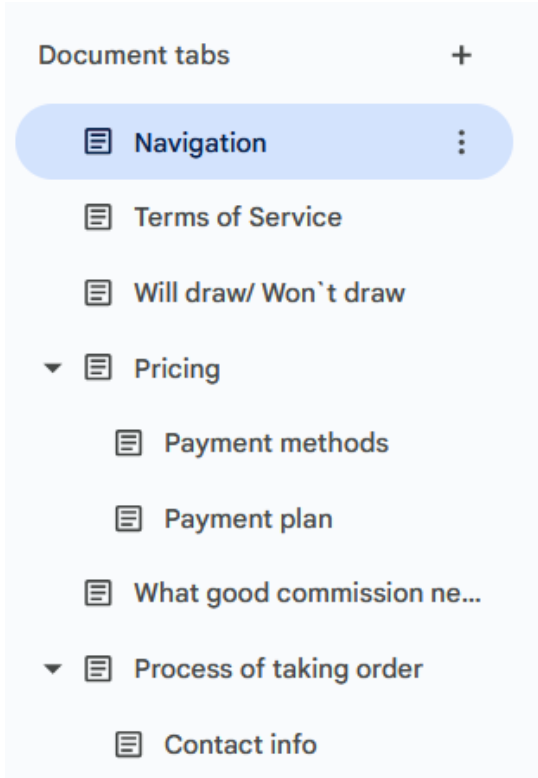 Document tabs
Navigation
Terms of Service
Will draw/ Won`t draw
Pricing
Payment methods
Payment plan
What good commission ne...
Process of taking order
Contact info